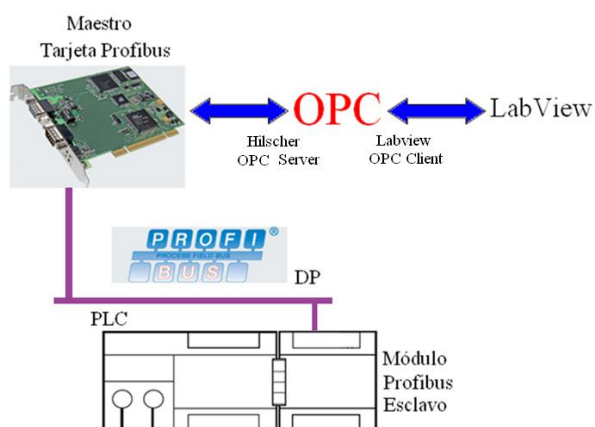 Maestro
Tarjeta Profibus
OPC
LabView
Hilscher
OPC Server
Labview
OPC Client
PROFI®
PROCESS FIELD BUS
BUS
DP
PLC
Módulo
Profibus
Esclavo